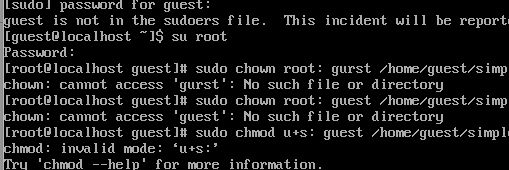 [sudo] password for guest:
guest is not in the sudoers file.  This incident will be reporte
[guest@localhost ~]$ su root
Password:
[root@localhost guest]# sudo chown root: gurst /home/guest/simp
chown: cannot access 'gurst': No such file or directory
[root@localhost guest]# sudo chown root: guest /home/guest/simp
chown: cannot access 'guest': No such file or directory
[root@localhost guest]# sudo chmod u+s: guest /home/guest/simple
chmod: invalid mode: ‘u+s:’
Try 'chmod --help' for more information.